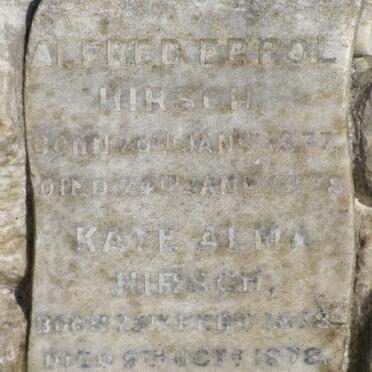 ALFRED ERROL
HIRSCH.
BORN 20TH JANY 1877
DIED 24TH JANY 1878
KATE ALMA
HIRSCH,
BORN FEBY 1878
DIED 9TH OCTR 1878.